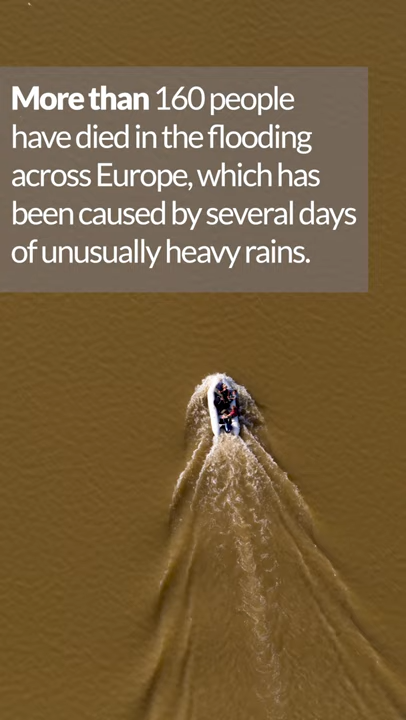 More than 160 people
have died in the flooding
across Europe, which has
been caused by several days
of unusually heavy rains.